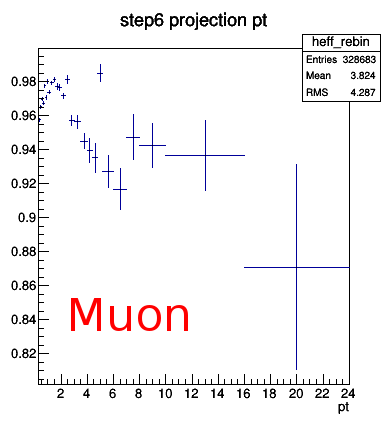 step6 projection pt
heff_rebin
Entries 328683
Mean 3.824
RMS 4.287
0.98
0.96
0.94
0.92
0.9
0.88
0.86
0.84
0.82
Muon
2 4 6 8 10 12 14 16 18 20 22 24
pt